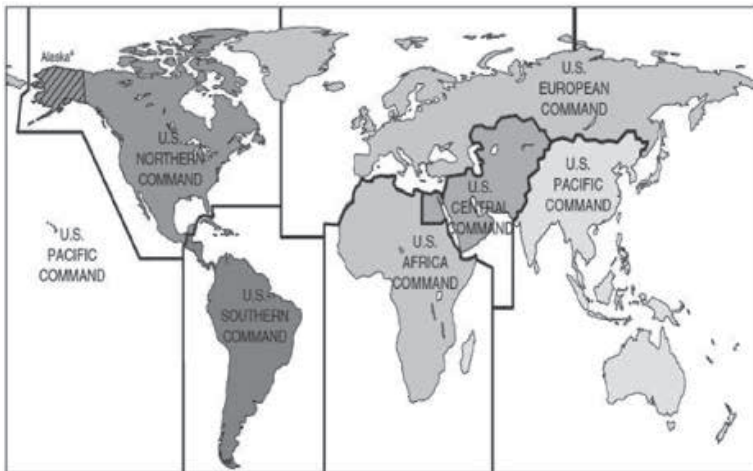 Alaska*
U.S.
EUROPEAN
COMMAND
U.S.
NORTHERN
COMMAND
U.S.
PACIFIC
COMMAND
U.S.
CENTRAL
COMMAND
U.S.
PACIFIC
COMMAND
U.S.
AFRICA
COMMAND
U.S.
SOUTHERN
COMMAND